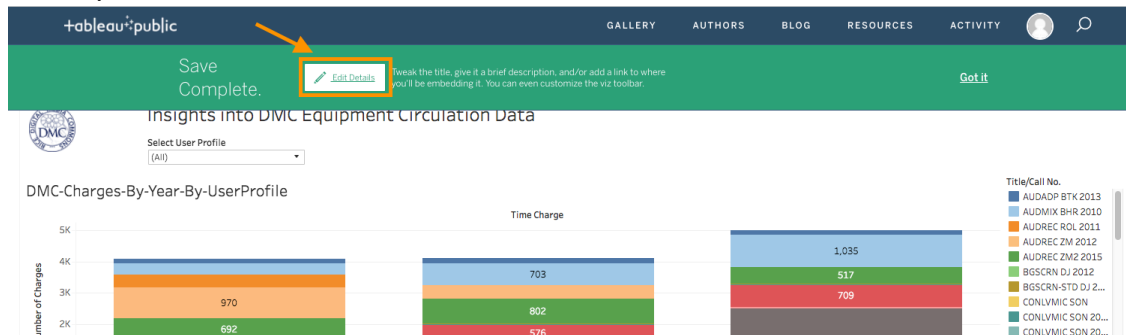 +ableau+public
GALLERY
AUTHORS
BLOG
RESOURCES
ACTIVITY
Save
Complete.
Edit Details
Tweak the title, give it a brief description, and/or add a link to where
you'll be embedding it. You can even customize the viz toolbar.
Got it
DMC
Insights into DMC Equipment Circulation Data
Select User Profile
(All)
DMC-Charges-By-Year-By-UserProfile
Time Charge
5K
4K
3K
2K
970
692
703
802
576
1,035
517
709
Title/Call No.
AUDADP BTK 2013
AUDMIX BHR 2010
AUDREC ROL 2011
AUDREC ZM 2012
AUDREC ZM2 2015
BGSCRN DJ 2012
BGSCRN-STD DJ 2...
CONLVMIC SON
CONLVMIC SON 20...
CONLVMIC SON 20...